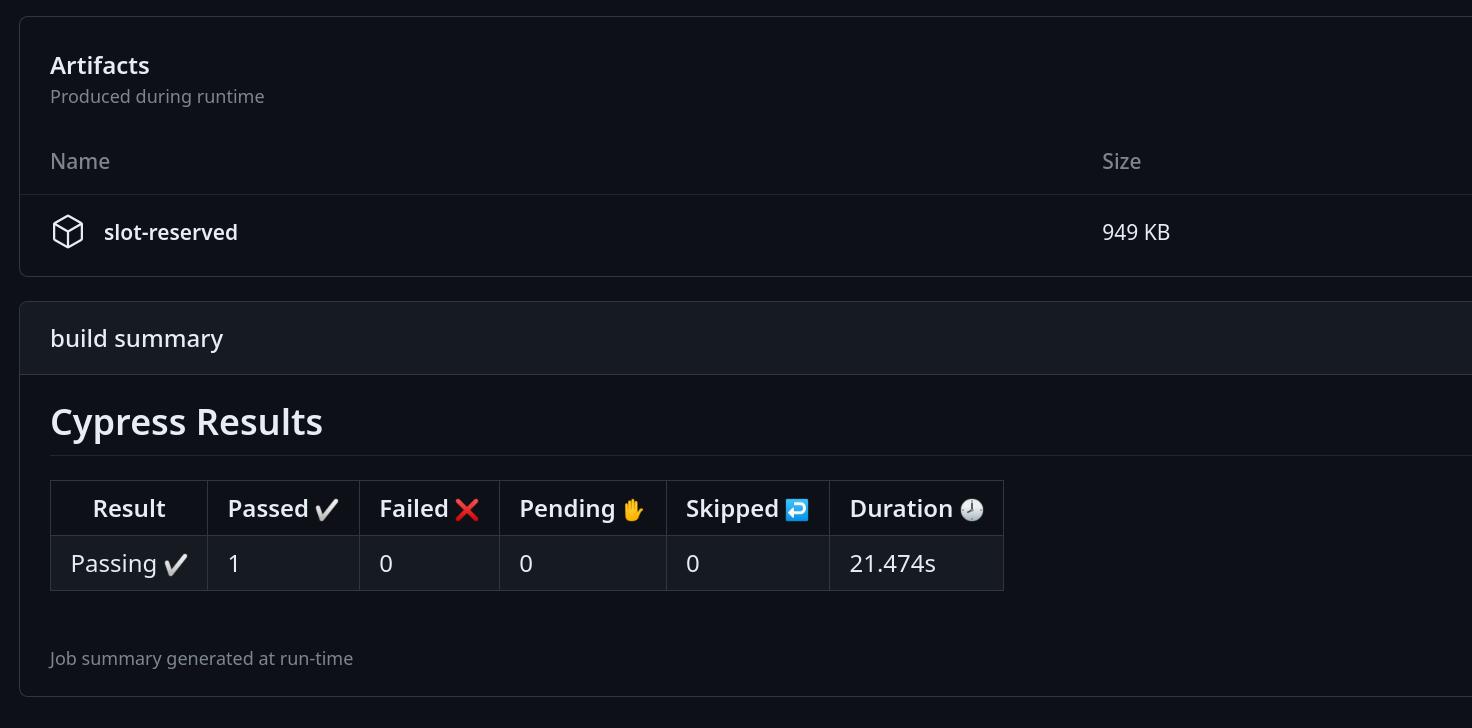 Artifacts
Produced during runtime
Name Size
slot-reserved 949 KB
build summary
Cypress Results
Result Passed ✔️ Failed ❌ Pending ✋ Skipped ↩️ Duration 🕗
Passing ✔️ 1 0 0 0 21.474s
Job summary generated at run-time